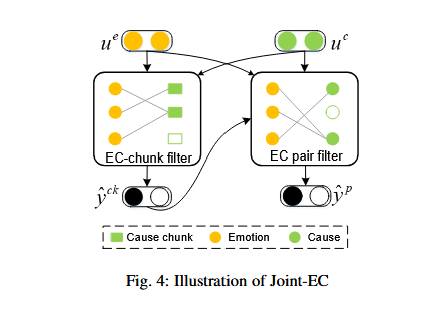 u^e
u^c
EC-chunk filter
EC pair filter
ŷ^ck
ŷ^p
Cause chunk Emotion Cause
Fig. 4: Illustration of Joint-EC